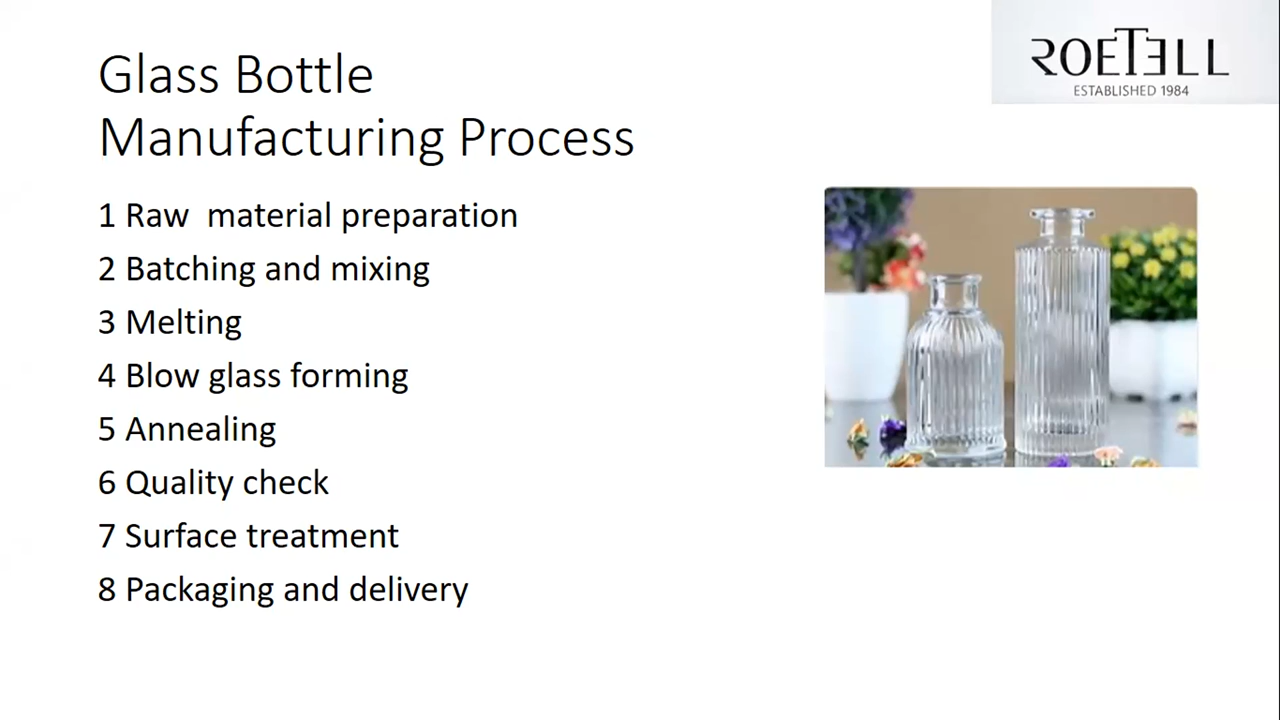 Glass Bottle
Manufacturing Process
ROETELL
ESTABLISHED 1984
1 Raw  material preparation
2 Batching and mixing
3 Melting
4 Blow glass forming
5 Annealing
6 Quality check
7 Surface treatment
8 Packaging and delivery